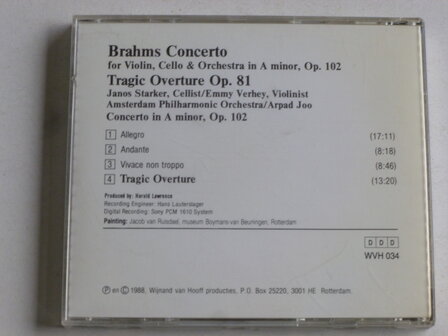 Brahms Concerto
for Violin, Cello & Orchestra in A minor, Op. 102
Tragic Overture Op. 81
Janos Starker, Cellist/Emmy Verhey, Violinist
Amsterdam Philharmonic Orchestra/Arpad Joo
Concerto in A minor, Op. 102
1 Allegro (17:11)
2 Andante (8:18)
3 Vivace non troppo (8:46)
4 Tragic Overture (13:20)
Produced by: Harold Lawrence
Recording Engineer: Hans Lauterslager
Digital Recording: Sony PCM 1610 System
Painting: Jacob van Ruisdael, museum Boymans-van Beuningen, Rotterdam
D D D
WVH 034
P en © 1988, Wijnand van Hooff producties, P.O. Box 25220, 3001 HE Rotterdam.